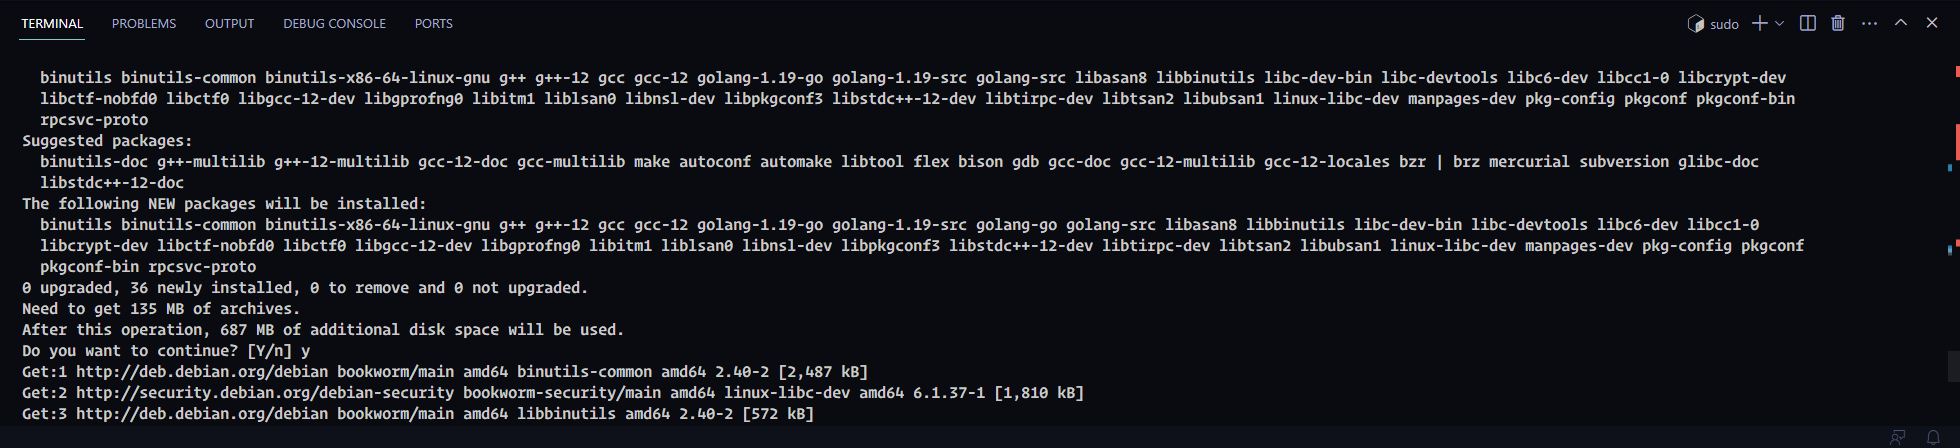 TERMINAL PROBLEMS OUTPUT DEBUG CONSOLE PORTS sudo
binutils binutils-common binutils-x86-64-linux-gnu g++ g++-12 gcc gcc-12 golang-1.19-go golang-1.19-src golang-src libasan8 libbinutils libc-dev-bin libc-devtools libc6-dev libcc1-0 libcrypt-dev
libctf-nobfd0 libctf0 libgcc-12-dev libgprofng0 libitm1 liblsan0 libnsl-dev libpkgconf3 libstdc++-12-dev libtirpc-dev libtsan2 libubsan1 linux-libc-dev manpages-dev pkg-config pkgconf pkgconf-bin
rpcsvc-proto
Suggested packages:
binutils-doc g++-multilib g++-12-multilib gcc-12-doc gcc-multilib make autoconf automake libtool flex bison gdb gcc-doc gcc-12-multilib gcc-12-locales bzr | brz mercurial subversion glibc-doc
libstdc++-12-doc
The following NEW packages will be installed:
binutils binutils-common binutils-x86-64-linux-gnu g++ g++-12 gcc gcc-12 golang-1.19-go golang-1.19-src golang-go golang-src libasan8 libbinutils libc-dev-bin libc-devtools libc6-dev libcc1-0
libcrypt-dev libctf-nobfd0 libctf0 libgcc-12-dev libgprofng0 libitm1 liblsan0 libnsl-dev libpkgconf3 libstdc++-12-dev libtirpc-dev libtsan2 libubsan1 linux-libc-dev manpages-dev pkg-config pkgconf
pkgconf-bin rpcsvc-proto
0 upgraded, 36 newly installed, 0 to remove and 0 not upgraded.
Need to get 135 MB of archives.
After this operation, 687 MB of additional disk space will be used.
Do you want to continue? [Y/n] y
Get:1 http://deb.debian.org/debian bookworm/main amd64 binutils-common amd64 2.40-2 [2,487 kB]
Get:2 http://security.debian.org/debian-security bookworm-security/main amd64 linux-libc-dev amd64 6.1.37-1 [1,810 kB]
Get:3 http://deb.debian.org/debian bookworm/main amd64 libbinutils amd64 2.40-2 [572 kB]